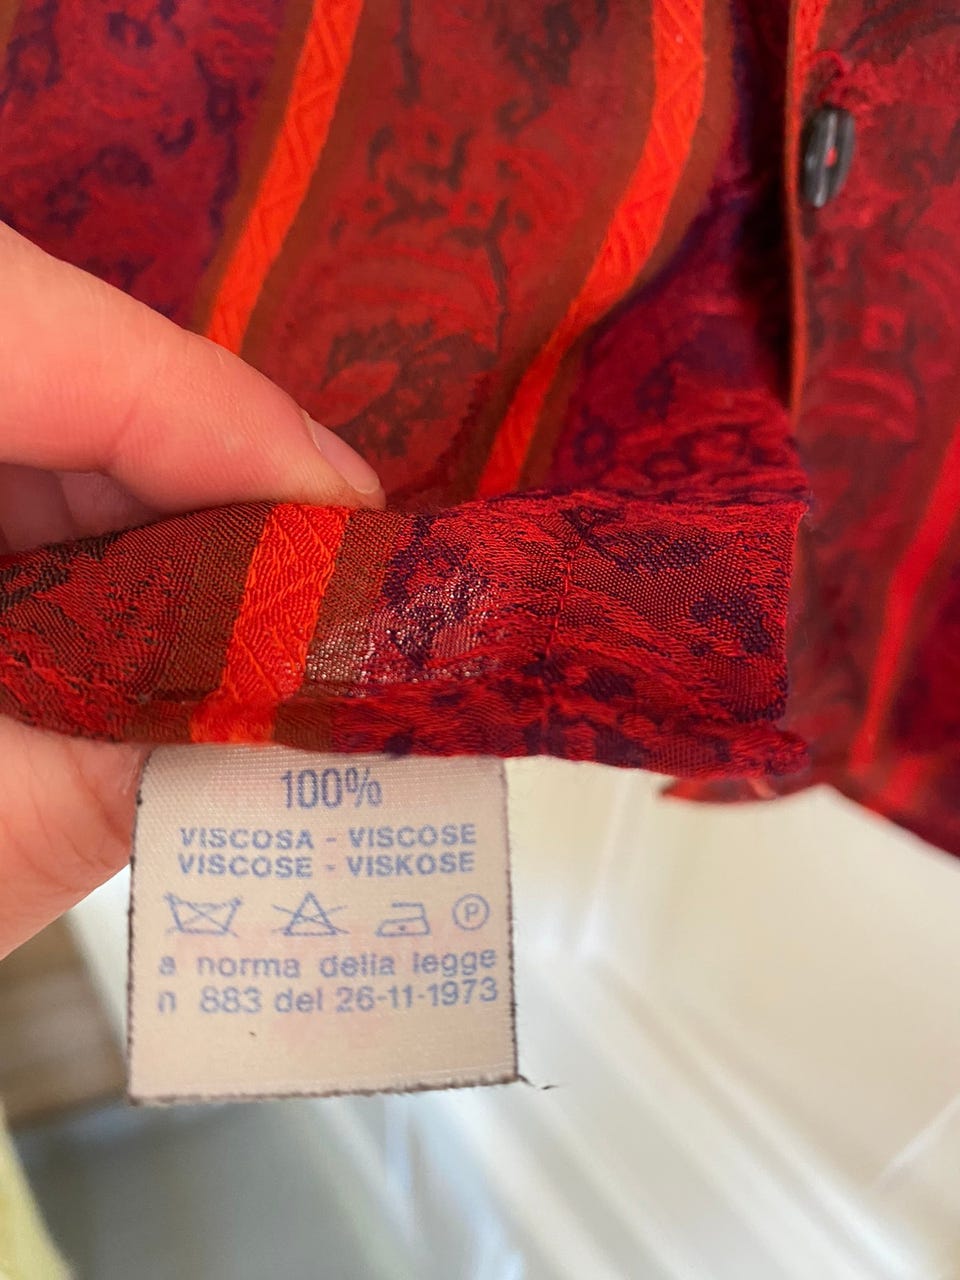 100%
VISCOSA - VISCOSE
VISCOSE - VISKOSE
P
a norma della legge
n 883 del 26-11-1973